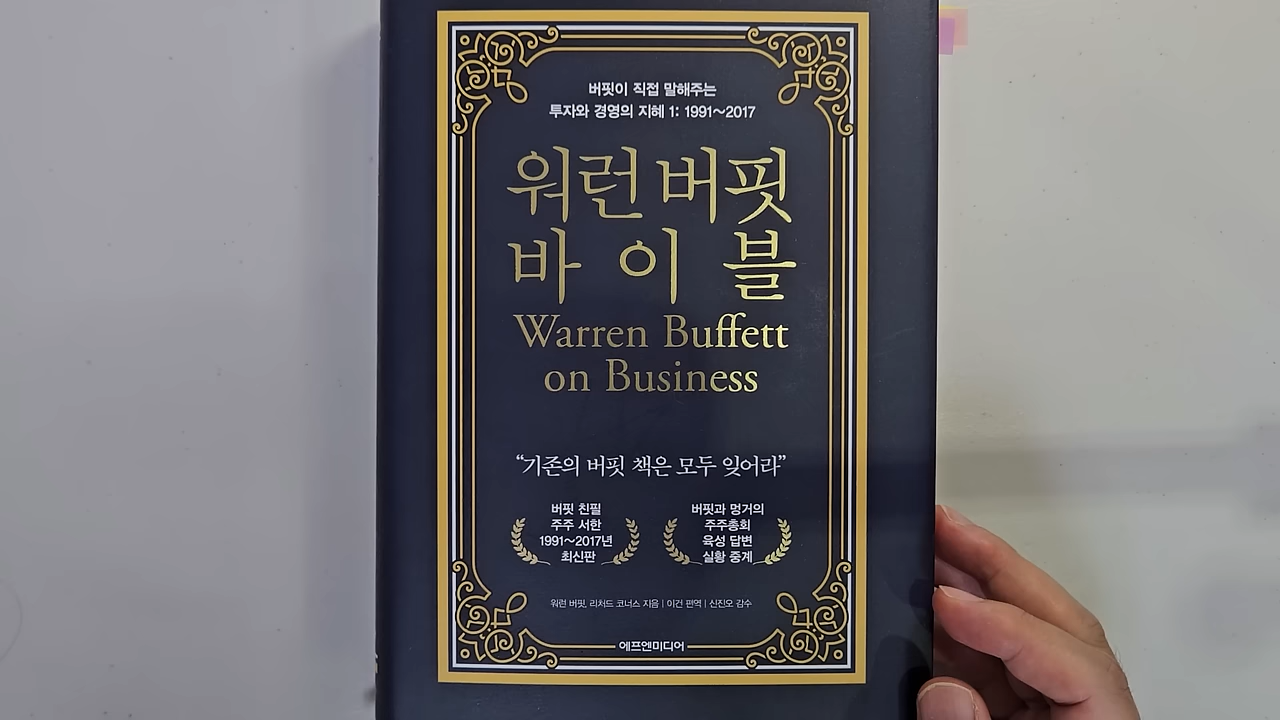 버핏이 직접 말해주는
투자와 경영의 지혜 1: 1991~2017
워런 버핏
바이블
Warren Buffett
on Business
“기존의 버핏 책은 모두 잊어라”
버핏 친필
주주 서한
1991~2017년
최신판
버핏과 멍거의
주주총회
육성 답변
실황 중계
워런 버핏, 리처드 코너스 지음 | 이건 편역 | 신진오 감수
에프엔미디어